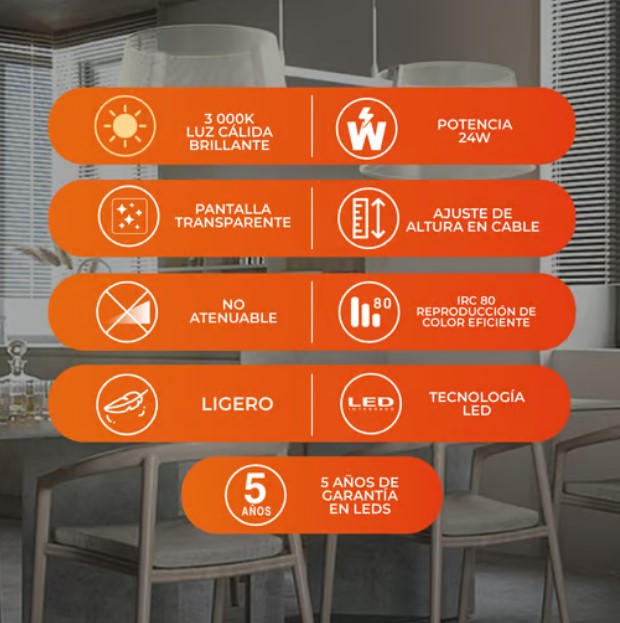 3 000K
LUZ CÁLIDA
BRILLANTE
W
POTENCIA
24W
PANTALLA
TRANSPARENTE
AJUSTE DE
ALTURA EN CABLE
NO
ATENUABLE
80
IRC 80
REPRODUCCIÓN DE
COLOR EFICIENTE
LIGERO
LED
INTEGRADO
TECNOLOGÍA
LED
5
AÑOS
5 AÑOS DE
GARANTÍA
EN LEDS